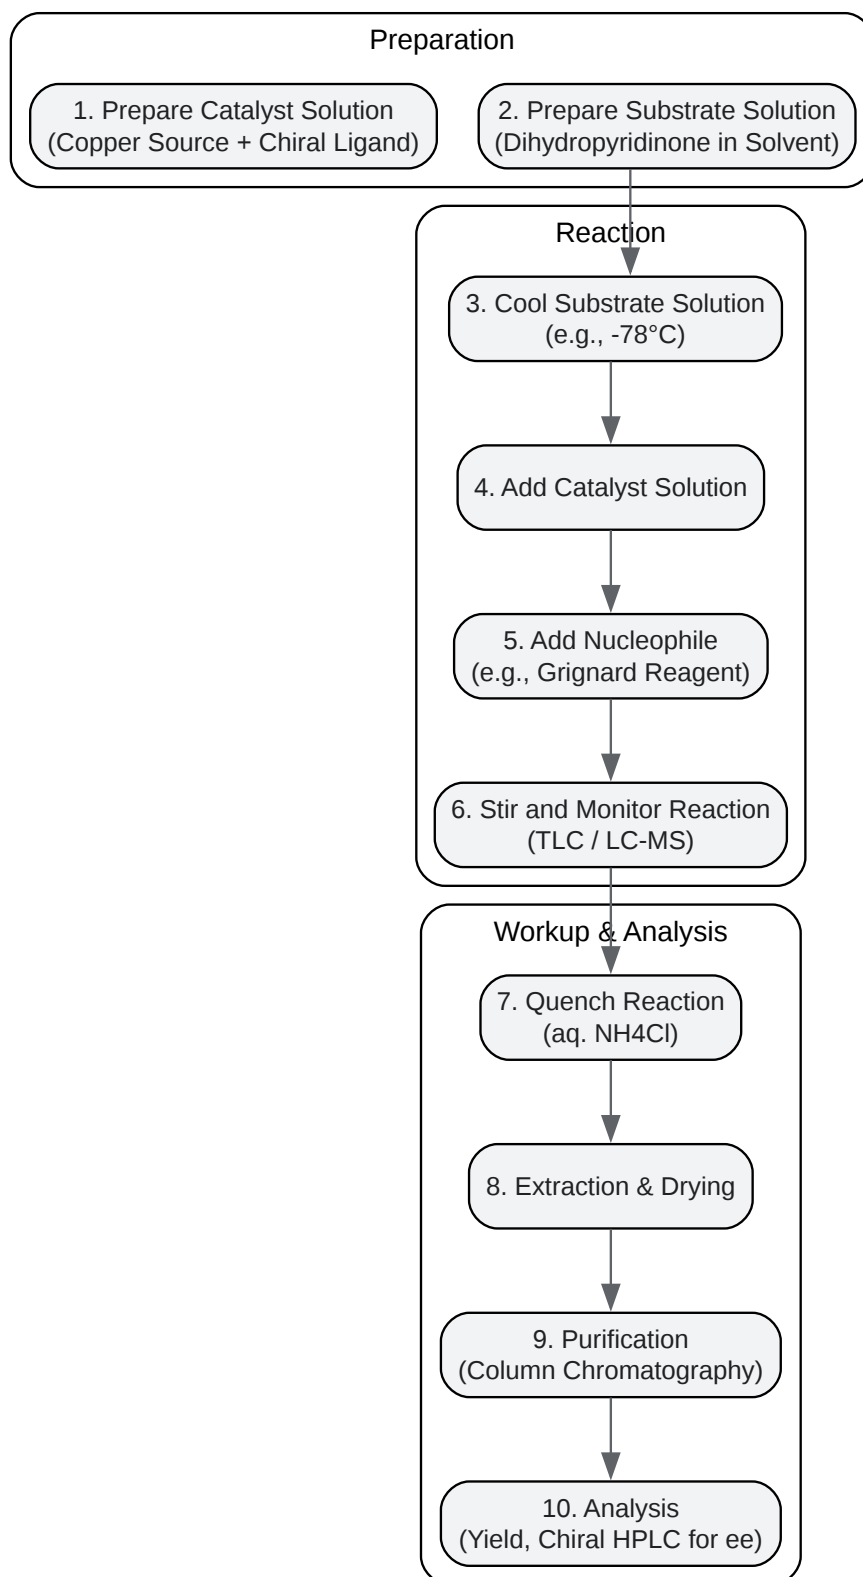 Preparation
1. Prepare Catalyst Solution
(Copper Source + Chiral Ligand)
2. Prepare Substrate Solution
(Dihydropyridinone in Solvent)
Reaction
3. Cool Substrate Solution
(e.g., -78°C)
4. Add Catalyst Solution
5. Add Nucleophile
(e.g., Grignard Reagent)
6. Stir and Monitor Reaction
(TLC / LC-MS)
Workup & Analysis
7. Quench Reaction
(aq. NH4Cl)
8. Extraction & Drying
9. Purification
(Column Chromatography)
10. Analysis
(Yield, Chiral HPLC for ee)